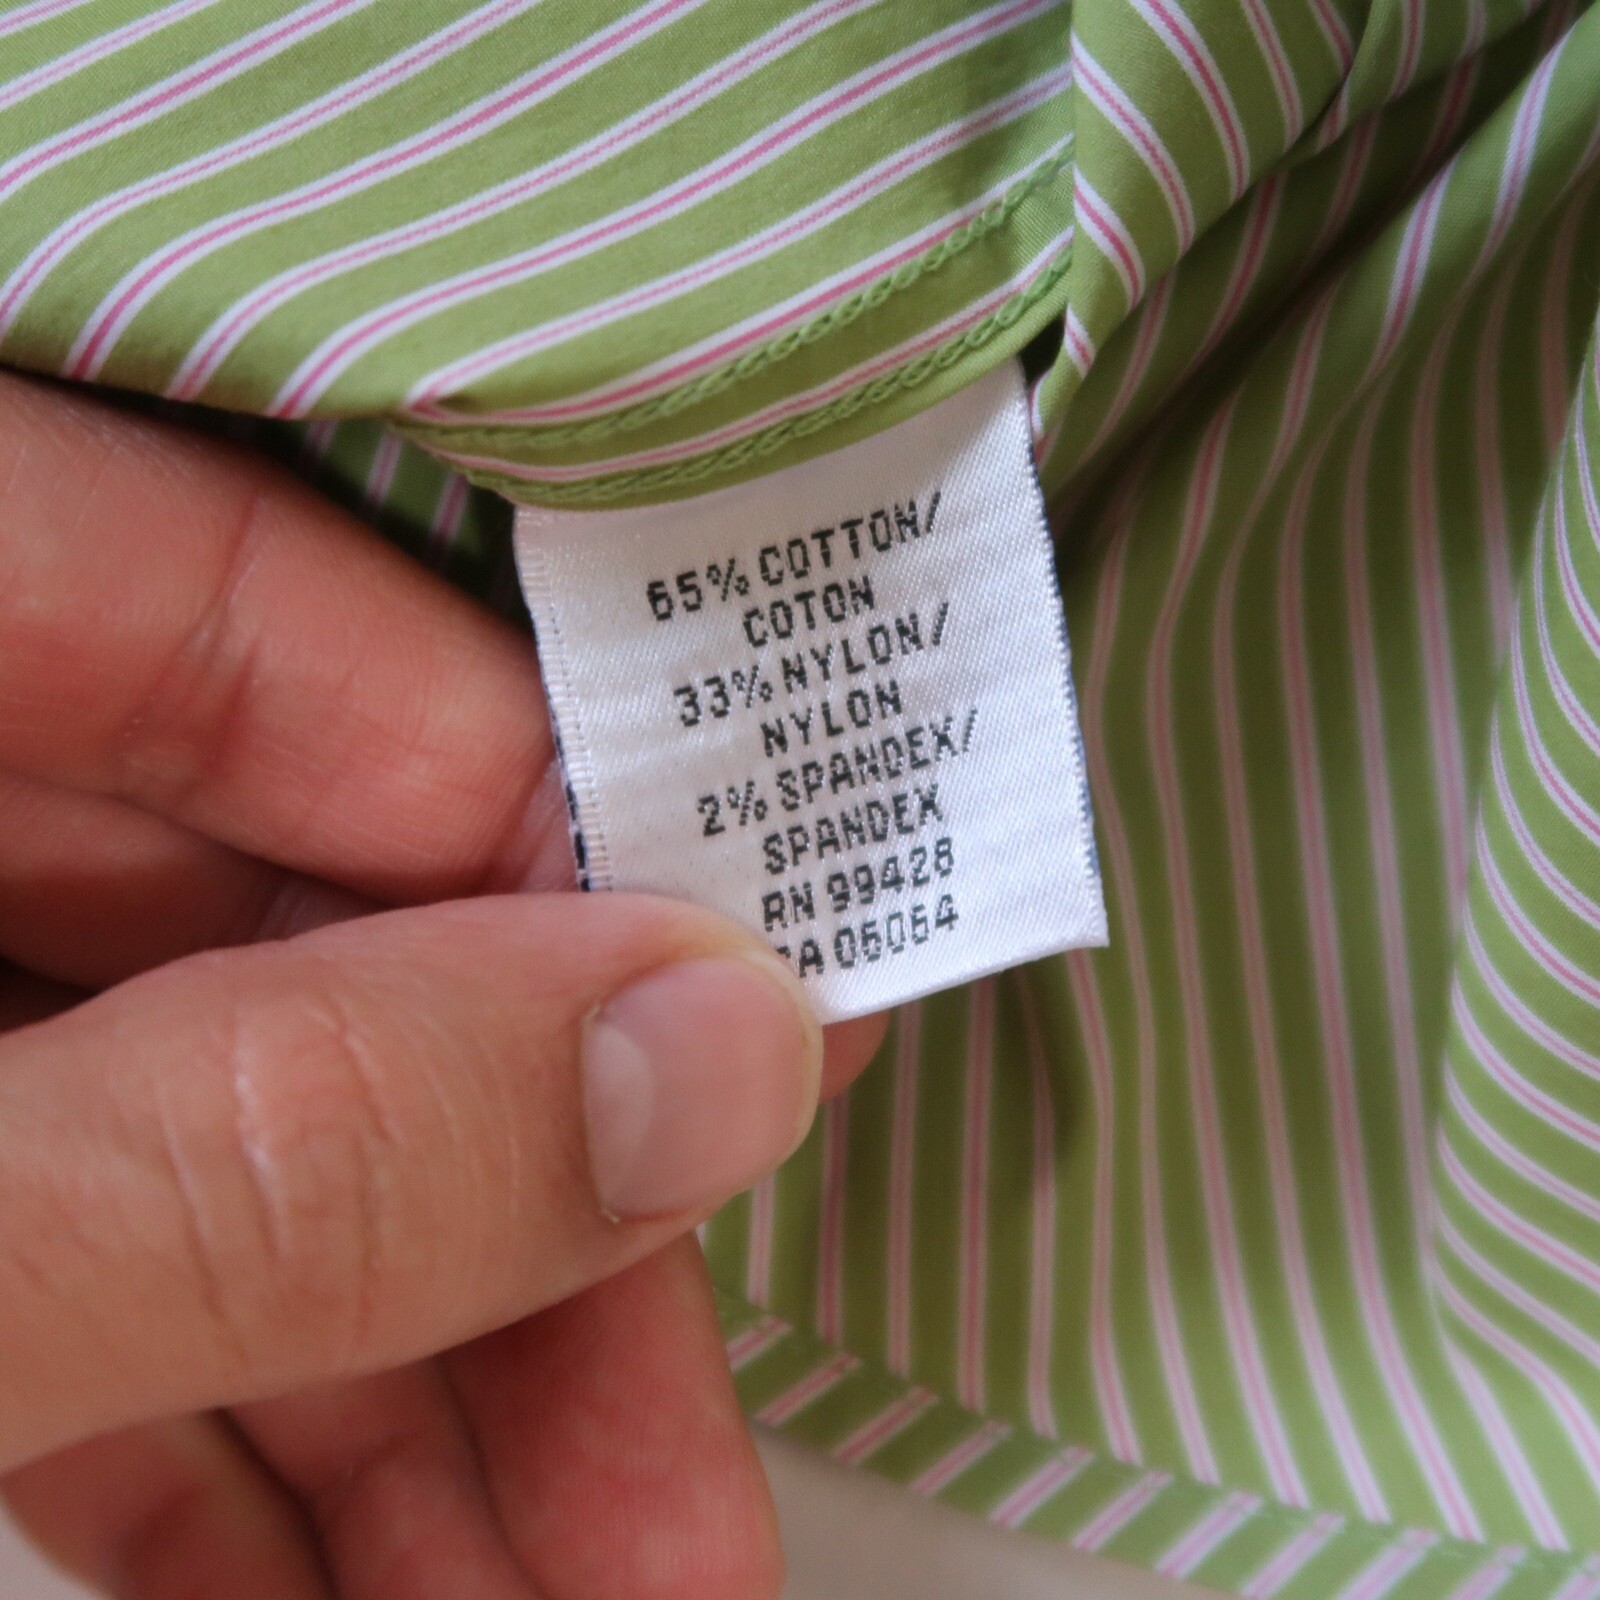 65% COTTON/
COTON
33% NYLON/
NYLON
2% SPANDEX/
SPANDEX
RN 99428